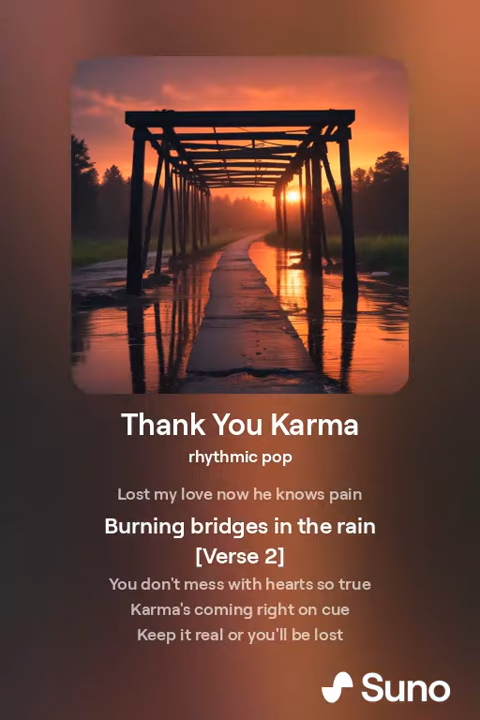 Thank You Karma
rhythmic pop
Lost my love now he knows pain
Burning bridges in the rain
[Verse 2]
You don't mess with hearts so true
Karma's coming right on cue
Keep it real or you'll be lost
Suno